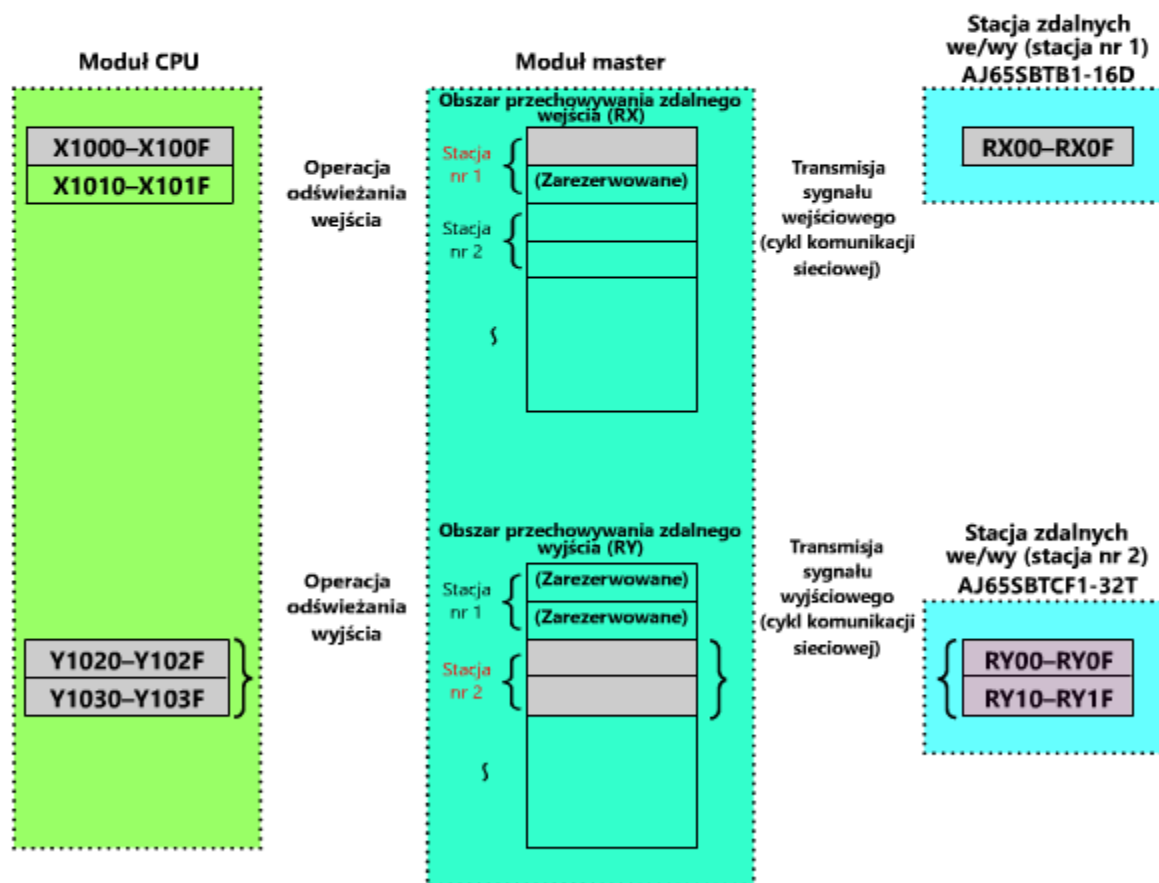 Moduł CPU
X1000–X100F
X1010–X101F
Operacja
odświeżania
wejścia
Moduł master
Obszar przechowywania zdalnego
wejścia (RX)
Stacja
nr 1
(Zarezerwowane)
Stacja
nr 2
Transmisja
sygnału
wejściowego
(cykl komunikacji
sieciowej)
Stacja zdalnych
we/wy (stacja nr 1)
AJ65SBTB1-16D
RX00–RX0F
Operacja
odświeżania
wyjścia
Y1020–Y102F
Y1030–Y103F
Obszar przechowywania zdalnego
wyjścia (RY)
Stacja
nr 1
(Zarezerwowane)
(Zarezerwowane)
Stacja
nr 2
Transmisja
sygnału
wyjściowego
(cykl komunikacji
sieciowej)
Stacja zdalnych
we/wy (stacja nr 2)
AJ65SBTCF1-32T
RY00–RY0F
RY10–RY1F